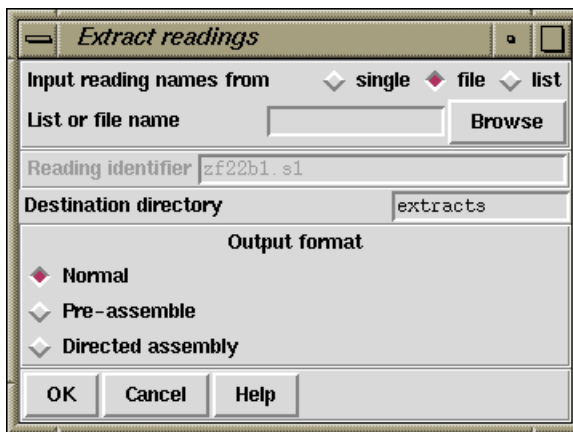 Extract readings
Input reading names from single file list
List or file name Browse
Reading identifier zf22b1.s1
Destination directory extracts
Output format
Normal
Pre-assemble
Directed assembly
OK Cancel Help